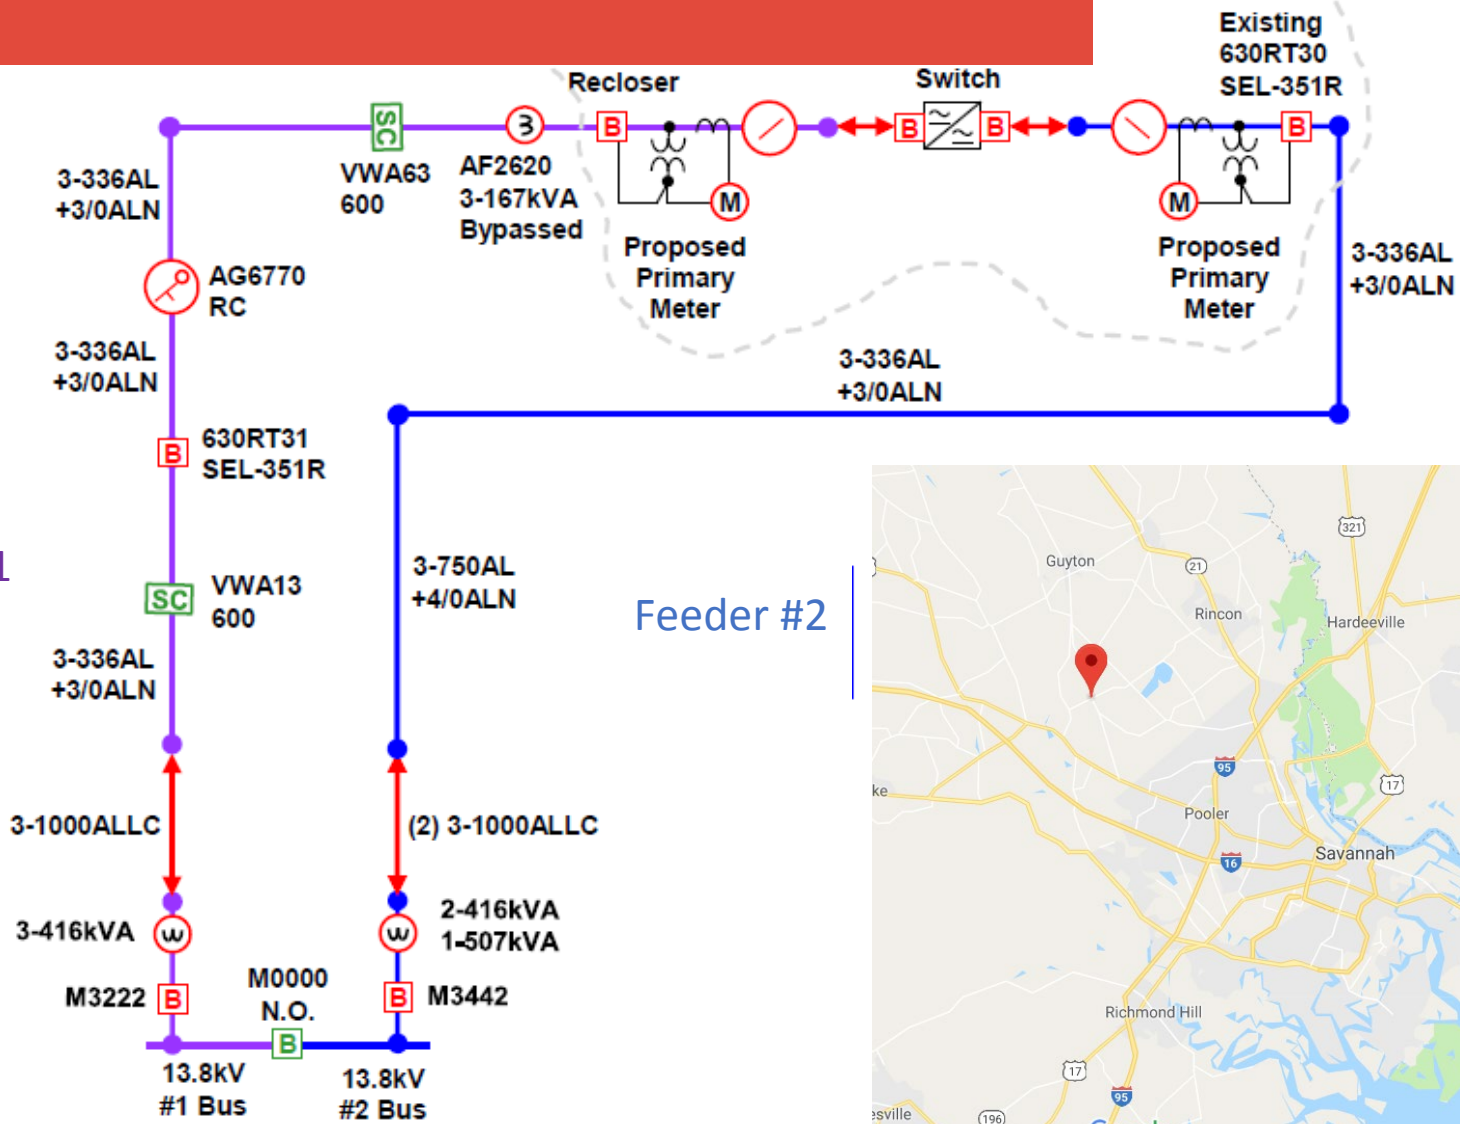 Existing
630RT30
SEL-351R
Recloser
Switch
B
B
B
B
SC
VWA63
600
AF2620
3-167kVA
Bypassed
M
M
Proposed
Primary
Meter
Proposed
Primary
Meter
3-336AL
+3/0ALN
3-336AL
+3/0ALN
AG6770
RC
3-336AL
+3/0ALN
3-336AL
+3/0ALN
B
630RT31
SEL-351R
1
SC
VWA13
600
3-750AL
+4/0ALN
Feeder #2
3-336AL
+3/0ALN
3-1000ALLC
(2) 3-1000ALLC
3-416kVA
2-416kVA
1-507kVA
M3222
B
M0000
N.O.
B
B
M3442
13.8kV
#1 Bus
13.8kV
#2 Bus
321
Guyton
21
Rincon
Hardeeville
95
17
ke
Pooler
16
Savannah
Richmond Hill
17
95
esville
196